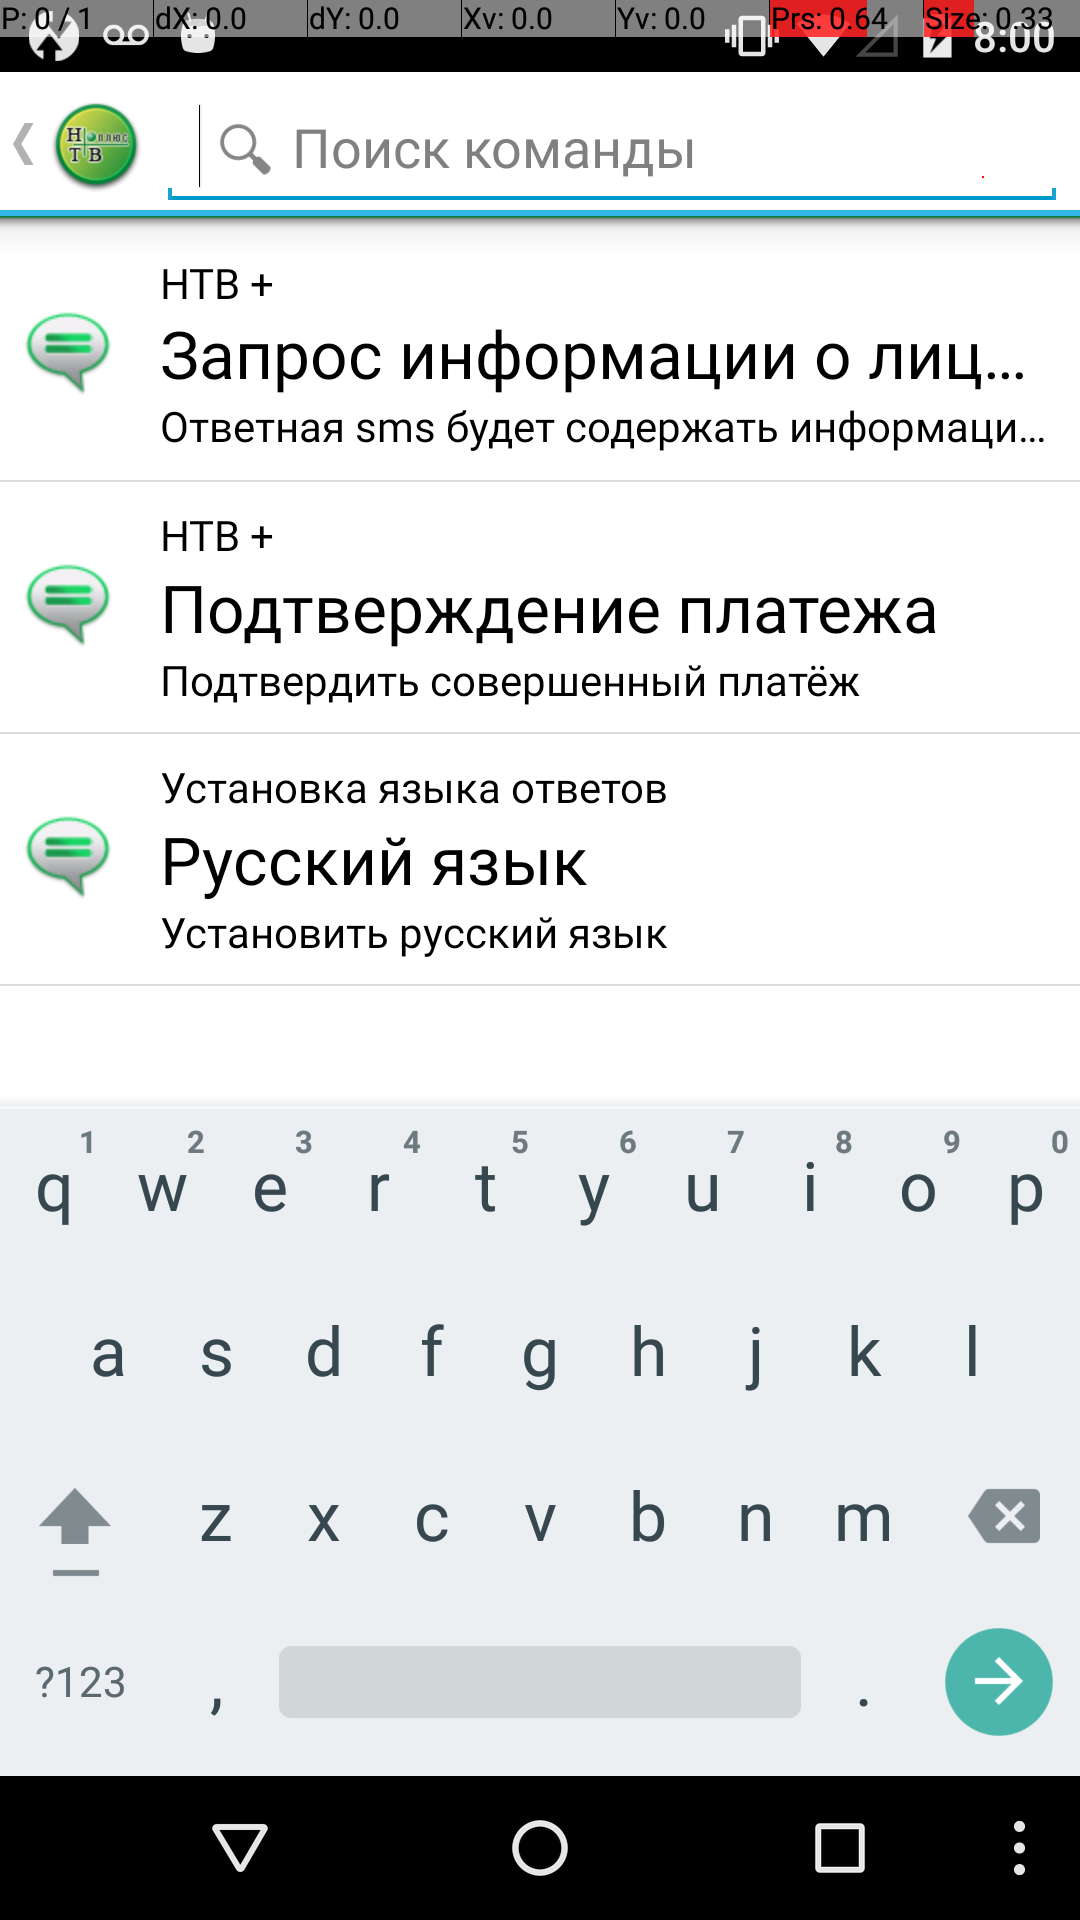 P: 0 / 1 dX: 0.0 dY: 0.0 Xv: 0.0 Yv: 0.0 Prs: 0.64 Size: 0.33
8:00
Н плюс
ТВ
Поиск команды
НТВ +
Запрос информации о лиц...
Ответная sms будет содержать информаци...
НТВ +
Подтверждение платежа
Подтвердить совершенный платёж
Установка языка ответов
Русский язык
Установить русский язык
1 2 3 4 5 6 7 8 9 0
q w e r t y u i o p
a s d f g h j k l
z x c v b n m
?123 , .